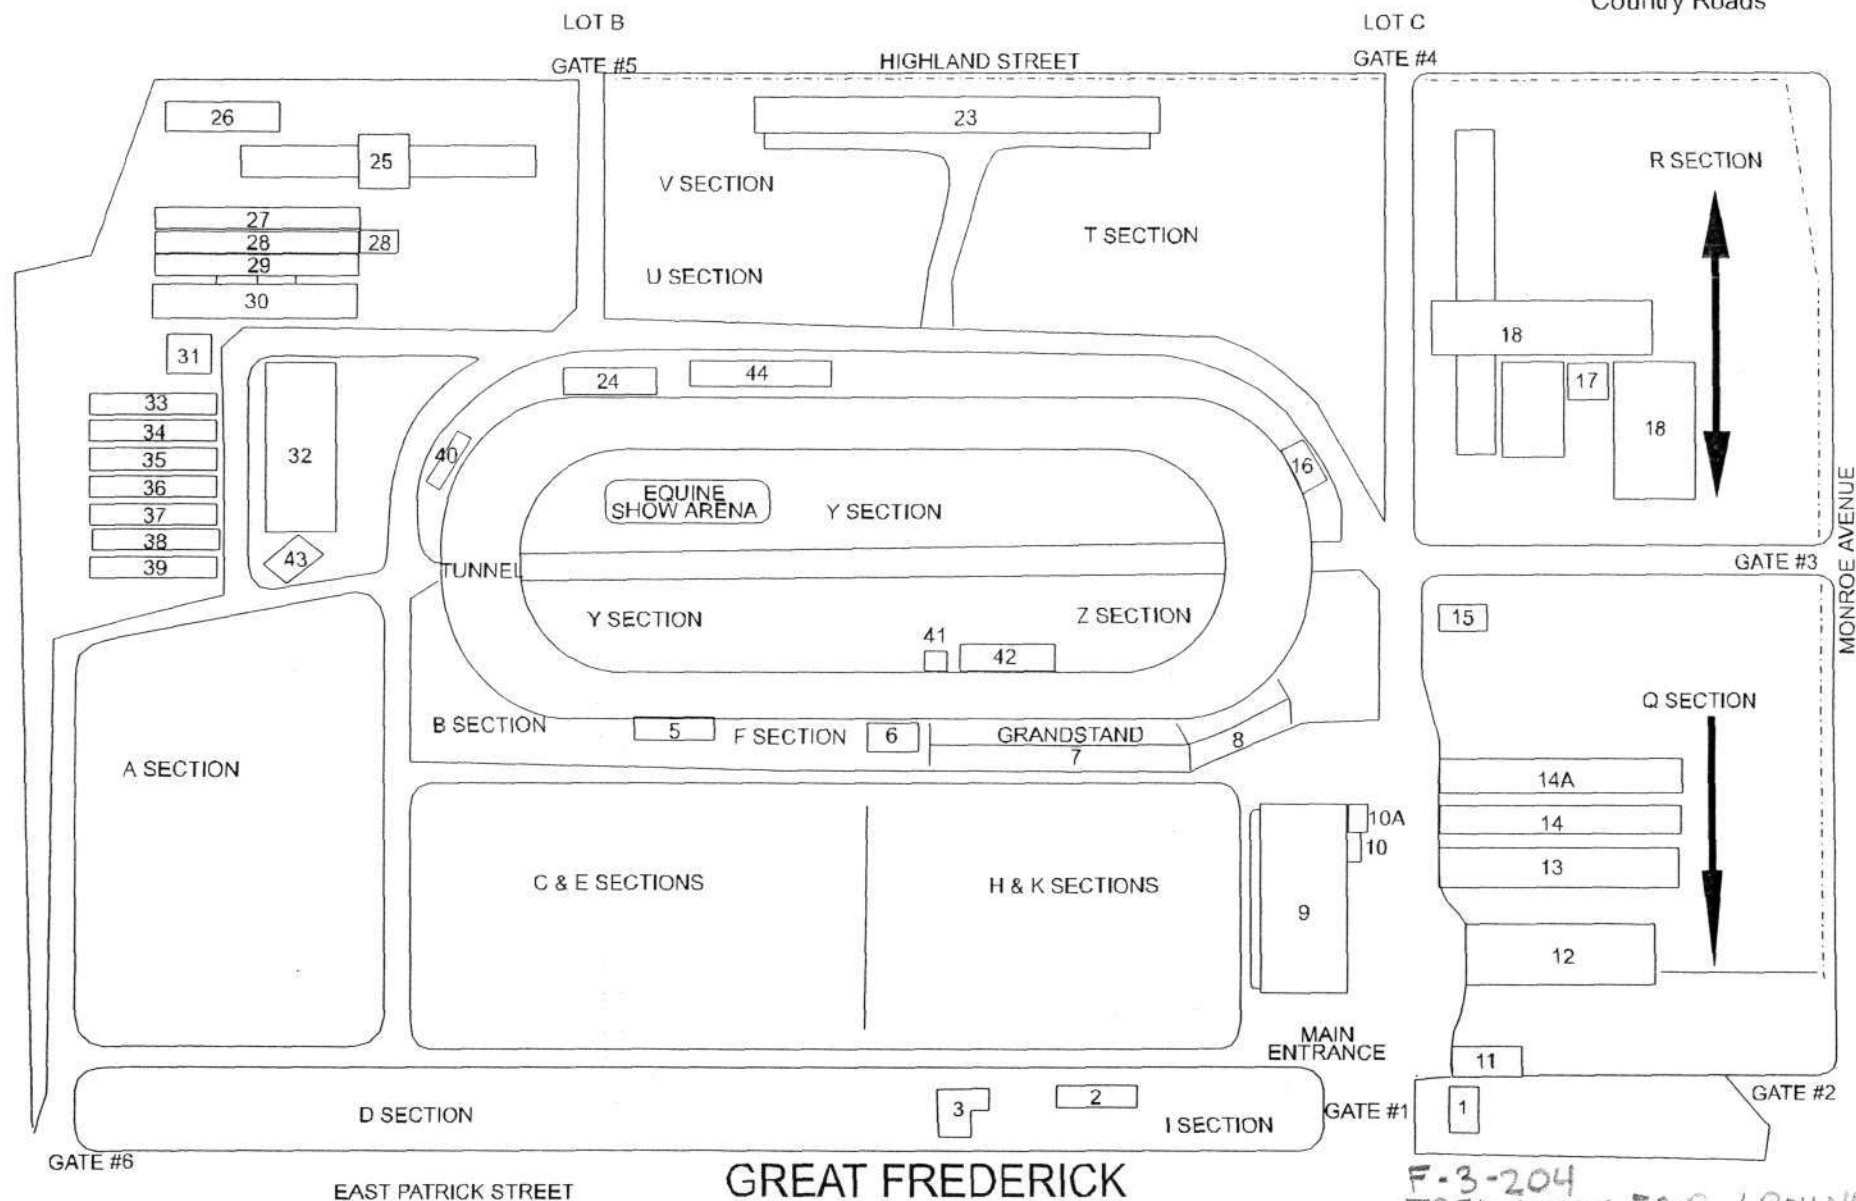 Country Roads
LOT B
LOT C
GATE #5
HIGHLAND STREET
GATE #4
26
23
25
R SECTION
V SECTION
27
28
28
29
T SECTION
U SECTION
30
18
31
24
44
17
33
34
35
36
37
38
39
32
40
16
18
EQUINE
SHOW ARENA
Y SECTION
MONROE AVENUE
43
TUNNEL
GATE #3
Y SECTION
Z SECTION
15
41
42
Q SECTION
B SECTION
5
F SECTION
6
GRANDSTAND
7
8
A SECTION
14A
10A
14
10
13
C & E SECTIONS
H & K SECTIONS
9
12
MAIN
ENTRANCE
11
D SECTION
3
2
I SECTION
GATE #1
1
GATE #2
GATE #6
EAST PATRICK STREET
GREAT FREDERICK
F-3-204